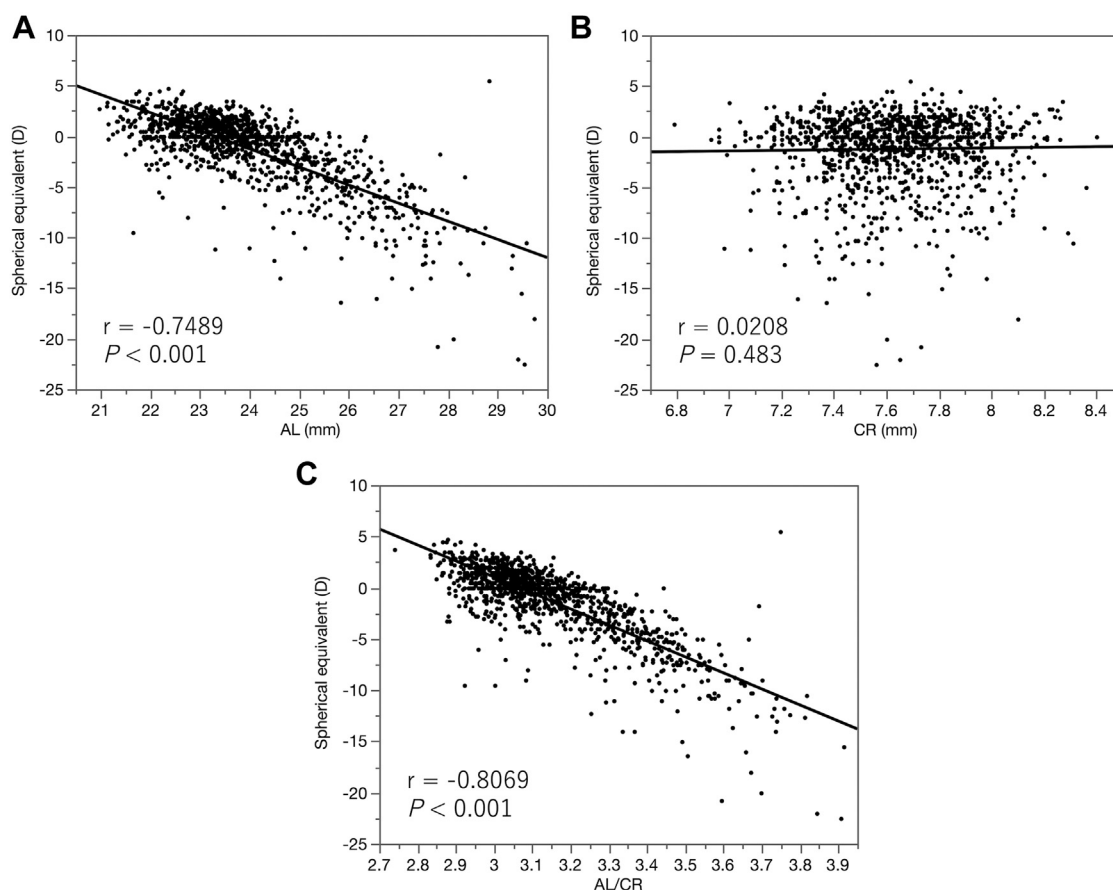 A
B
10
5
0
-5
-10
-15
-20
-25
Spherical equivalent (D)
r = -0.7489
P < 0.001
21 22 23 24 25 26 27 28 29 30
AL (mm)
10
5
0
-5
-10
-15
-20
-25
Spherical equivalent (D)
r = 0.0208
P = 0.483
6.8 7 7.2 7.4 7.6 7.8 8 8.2 8.4
CR (mm)
C
10
5
0
-5
-10
-15
-20
-25
Spherical equivalent (D)
r = -0.8069
P < 0.001
2.7 2.8 2.9 3 3.1 3.2 3.3 3.4 3.5 3.6 3.7 3.8 3.9
AL/CR